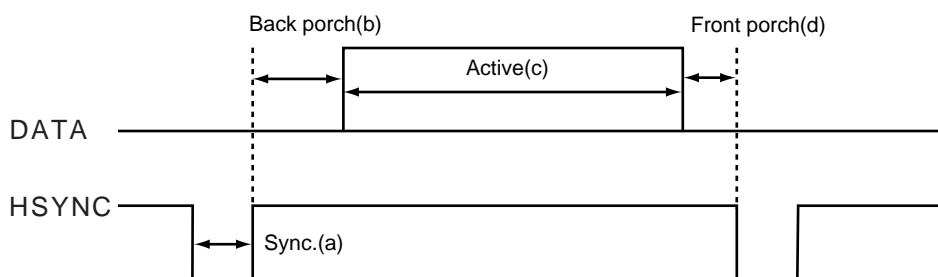 Back porch(b)
Front porch(d)
Active(c)
DATA
HSYNC
Sync.(a)